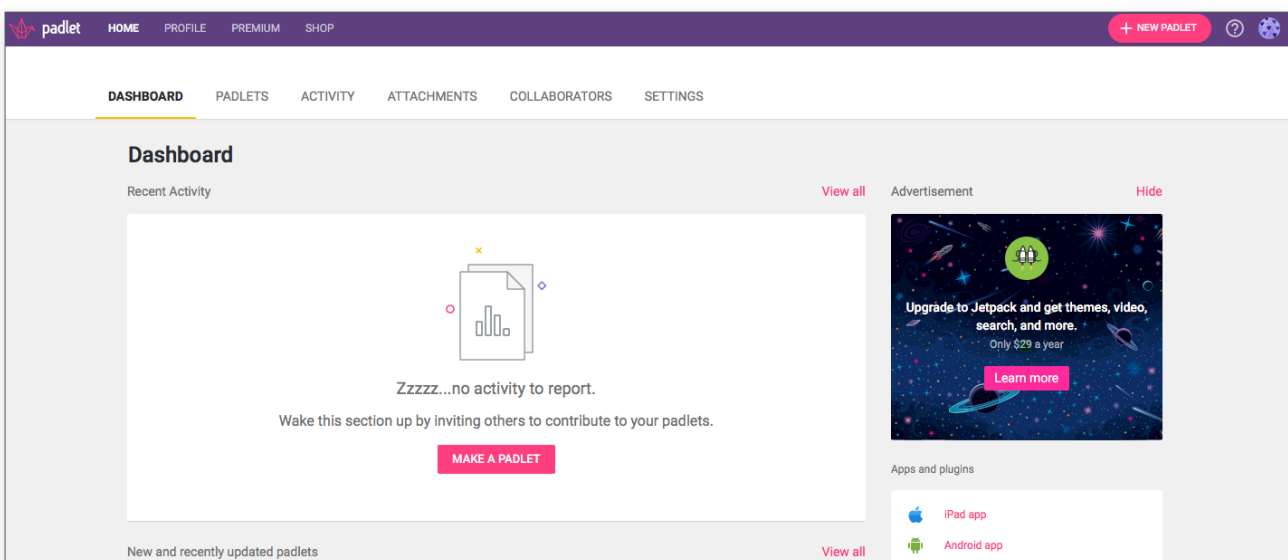 padlet HOME PROFILE PREMIUM SHOP + NEW PADLET ?
DASHBOARD PADLETS ACTIVITY ATTACHMENTS COLLABORATORS SETTINGS
Dashboard
Recent Activity View all
Zzzzz...no activity to report.
Wake this section up by inviting others to contribute to your padlets.
MAKE A PADLET
New and recently updated padlets View all
Advertisement Hide
Upgrade to Jetpack and get themes, video,
search, and more.
Only $29 a year
Learn more
Apps and plugins
iPad app
Android app